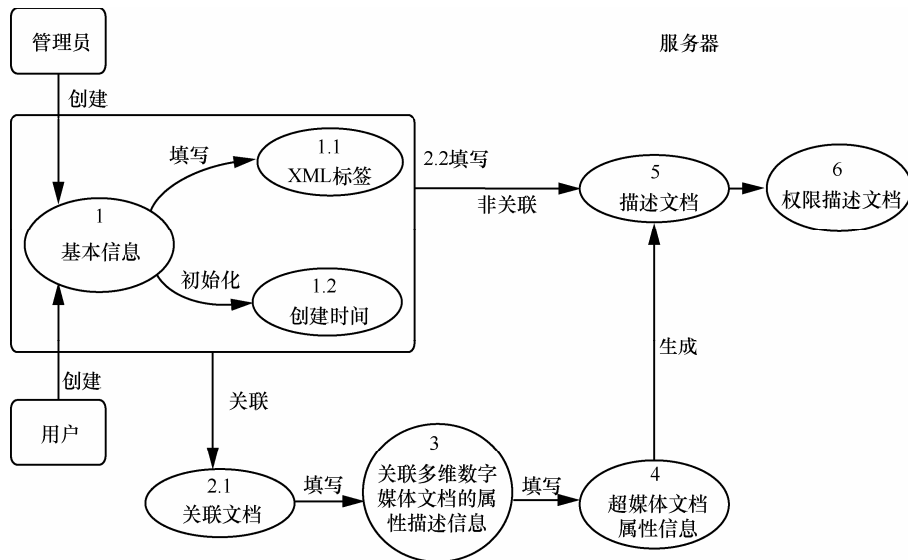 管理员
服务器
创建
1.1
XML标签
填写
2.2填写
非关联
5
描述文档
6
权限描述文档
1
基本信息
初始化
1.2
创建时间
创建
用户
关联
生成
2.1
关联文档
填写
3
关联多维数字
媒体文档的属
性描述信息
填写
4
超媒体文档
属性信息